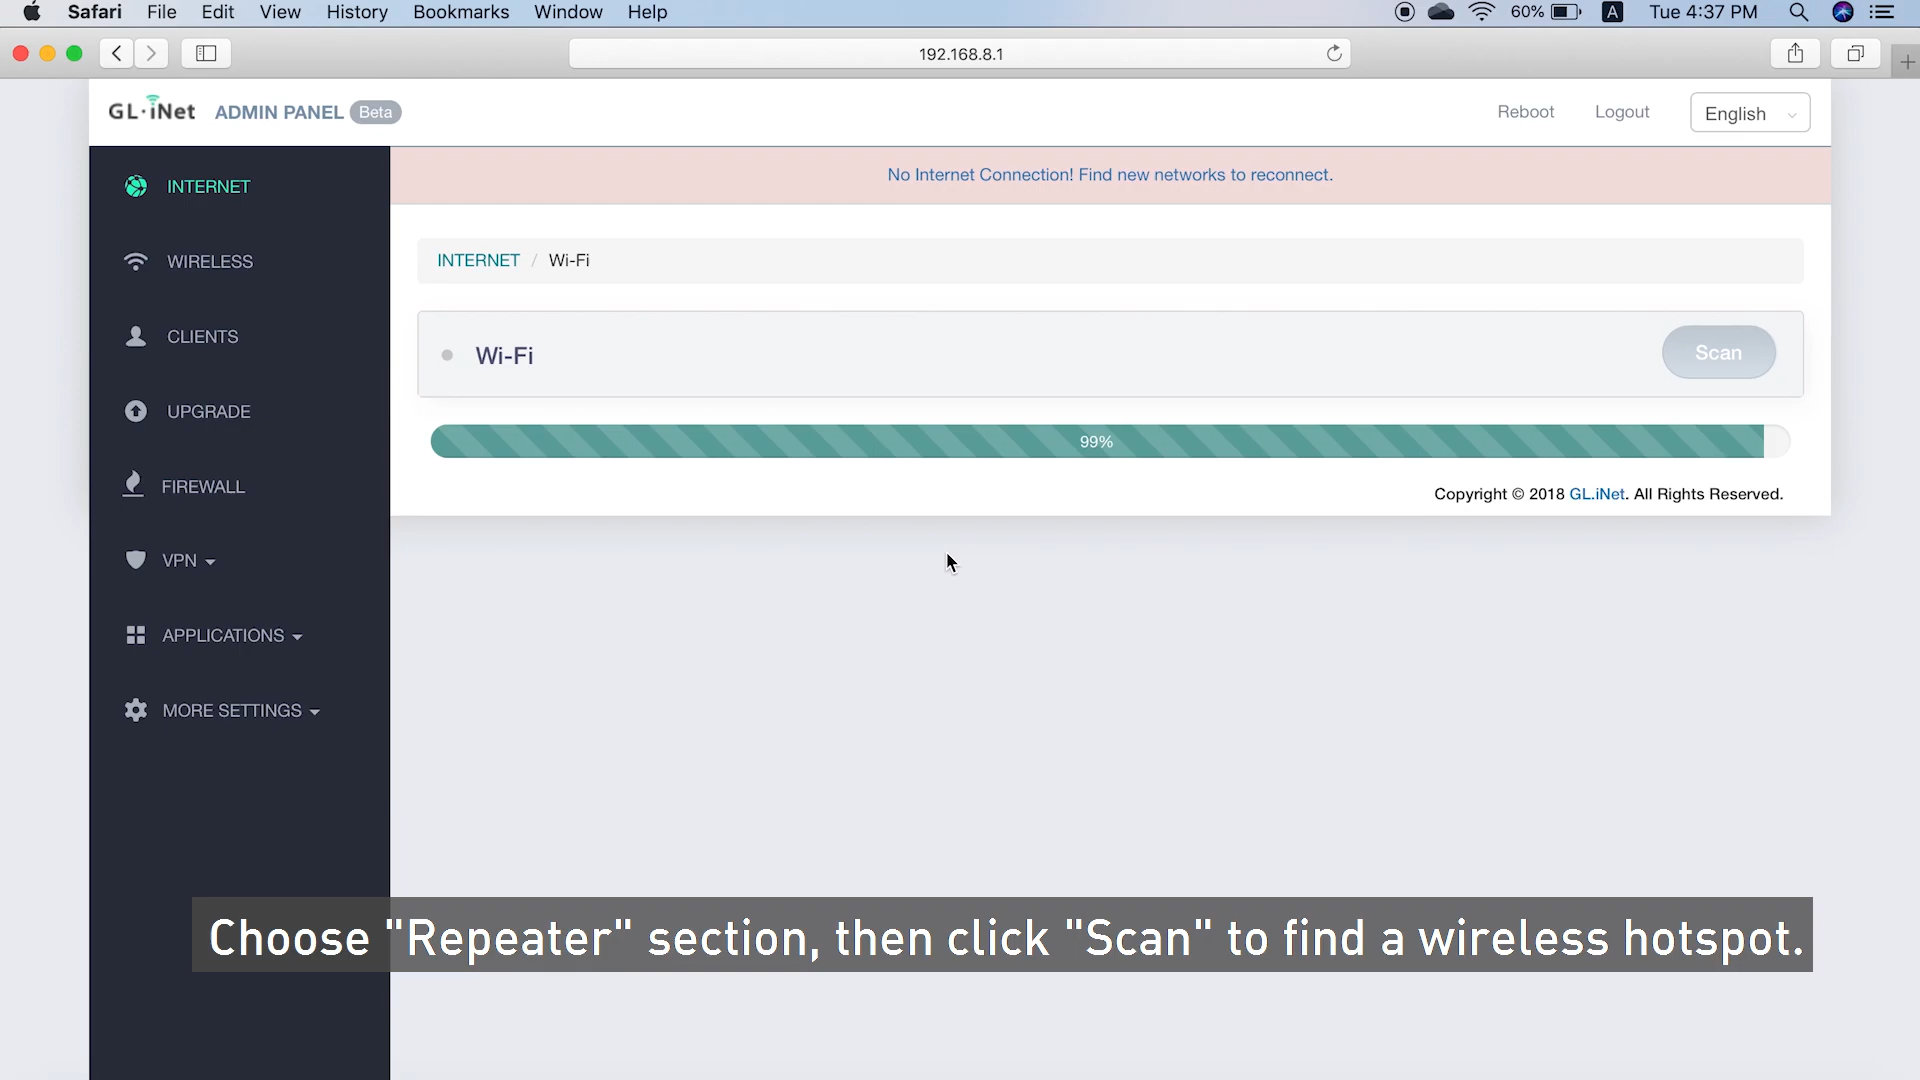 Safari File Edit View History Bookmarks Window Help 60% A Tue 4:37 PM
192.168.8.1
GL·iNet ADMIN PANEL Beta Reboot Logout English
INTERNET
No Internet Connection! Find new networks to reconnect.
WIRELESS
INTERNET / Wi-Fi
CLIENTS
Wi-Fi Scan
UPGRADE
99%
FIREWALL
Copyright © 2018 GL.iNet. All Rights Reserved.
VPN
APPLICATIONS
MORE SETTINGS
Choose "Repeater" section, then click "Scan" to find a wireless hotspot.